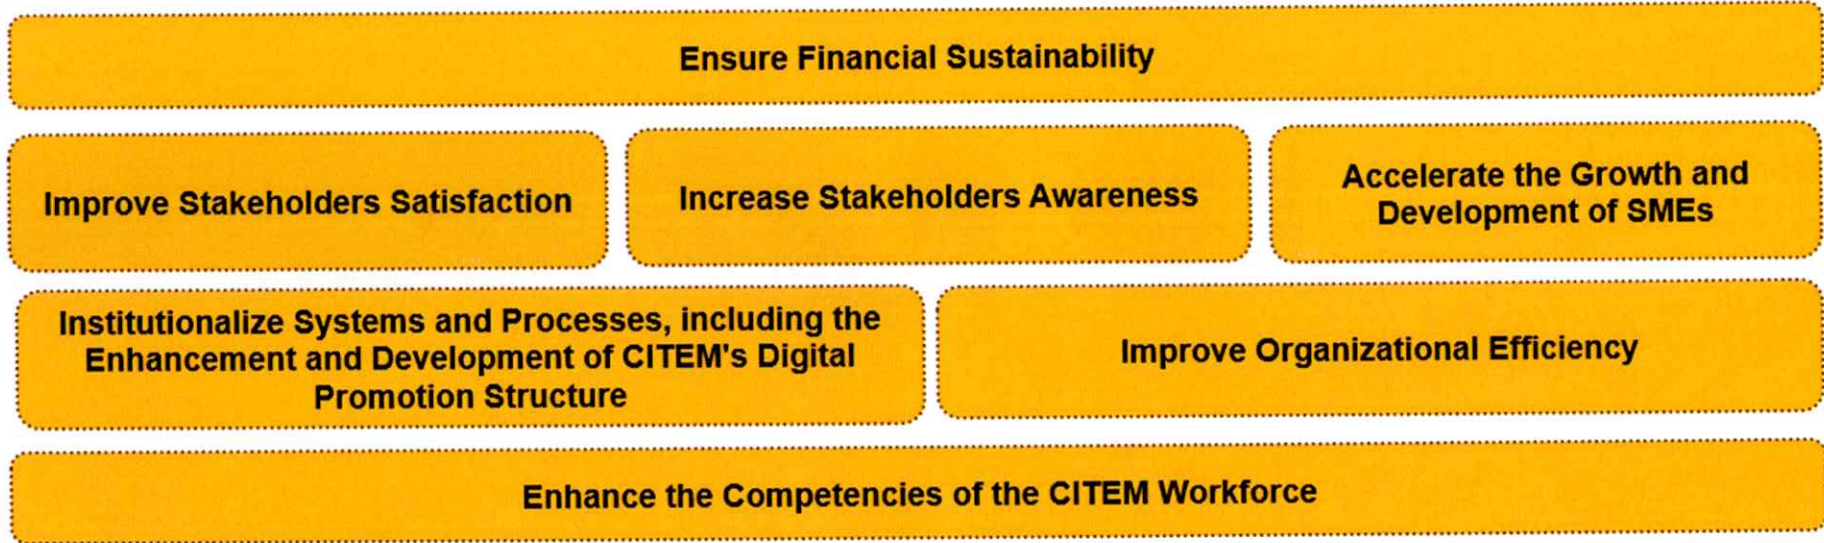 Ensure Financial Sustainability
Improve Stakeholders Satisfaction
Increase Stakeholders Awareness
Accelerate the Growth and
Development of SMEs
Institutionalize Systems and Processes, including the
Enhancement and Development of CITEM's Digital
Promotion Structure
Improve Organizational Efficiency
Enhance the Competencies of the CITEM Workforce